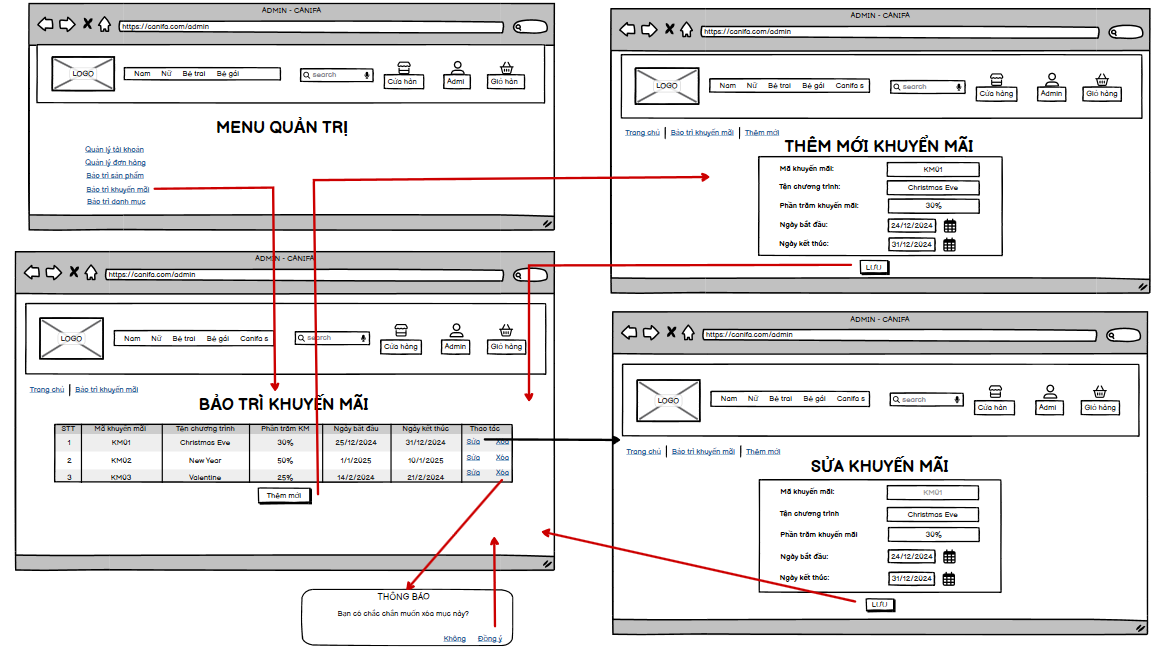 ADMIN - CANIFA
https://canifa.com/admin
LOGO
Nam Nữ Bé trai Bé gái
search
Cửa hàn
Admi
Giỏ hàn
MENU QUẢN TRỊ
Quản lý tài khoản
Quản lý đơn hàng
Bảo trì sản phẩm
Bảo trì khuyến mãi
Bảo trì danh mục
ADMIN - CANIFA
https://canifa.com/admin
LOGO
Nam Nữ Bé trai Bé gái Canifa s
search
Cửa hàng
Admin
Giỏ hàng
Trang chủ | Bảo trì khuyến mãi | Thêm mới
THÊM MỚI KHUYẾN MÃI
Mã khuyến mãi: KM01
Tên chương trình: Christmas Eve
Phần trăm khuyến mãi: 30%
Ngày bắt đầu: 24/12/2024
Ngày kết thúc: 31/12/2024
LƯU
ADMIN - CANIFA
https://canifa.com/admin
LOGO
Nam Nữ Bé trai Bé gái Canifa s
search
Cửa hàng
Admin
Giỏ hàng
Trang chủ | Bảo trì khuyến mãi
BẢO TRÌ KHUYẾN MÃI
STT Mã khuyến mãi Tên chương trình Phần trăm KM Ngày bắt đầu Ngày kết thúc Thao tác
1 KM01 Christmas Eve 30% 25/12/2024 31/12/2024 Sửa Xóa
2 KM02 New Year 50% 1/1/2025 10/1/2025 Sửa Xóa
3 KM03 Valentine 25% 14/2/2024 21/2/2024 Sửa Xóa
Thêm mới
THÔNG BÁO
Bạn có chắc chắn muốn xóa mục này?
Không Đồng ý
ADMIN - CANIFA
https://canifa.com/admin
LOGO
Nam Nữ Bé trai Bé gái Canifa s
search
Cửa hàn
Admi
Giỏ hàng
Trang chủ | Bảo trì khuyến mãi | Thêm mới
SỬA KHUYẾN MÃI
Mã khuyến mãi: KM01
Tên chương trình Christmas Eve
Phần trăm khuyến mãi 30%
Ngày bắt đầu: 24/12/2024
Ngày kết thúc: 31/12/2024
LƯU